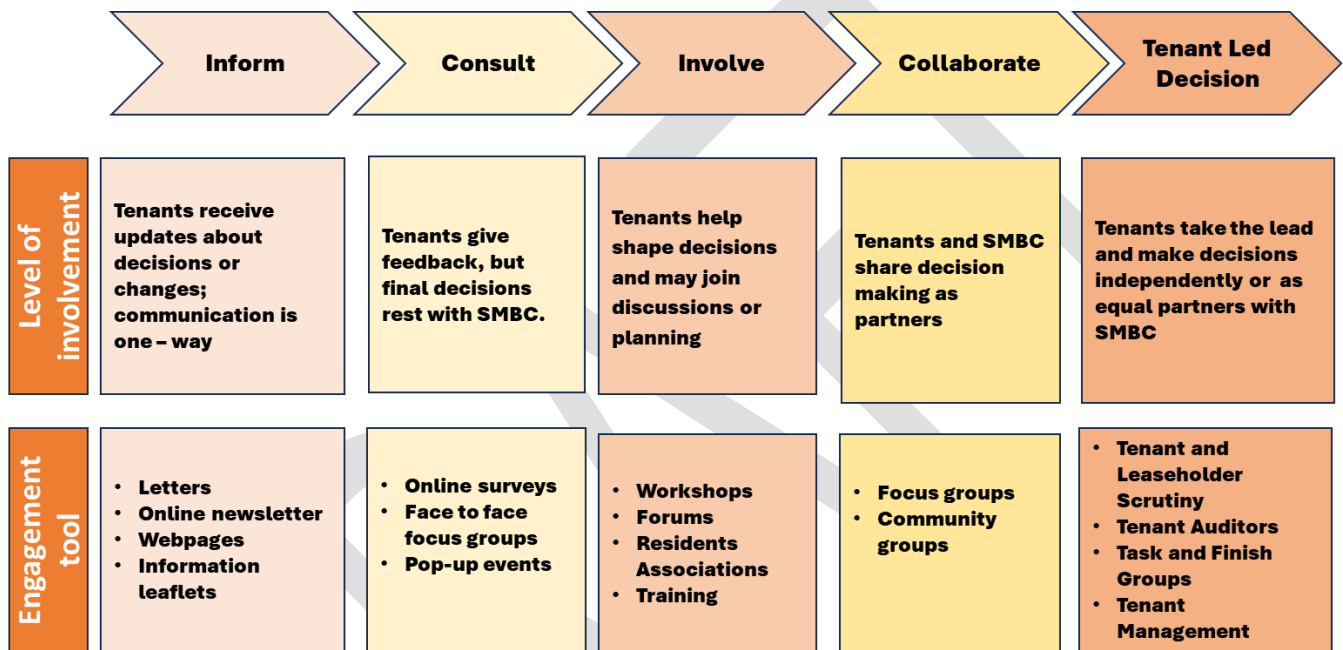 Inform
Consult
Involve
Collaborate
Tenant Led
Decision
Level of
involvement
Tenants receive
updates about
decisions or
changes;
communication is
one – way
Tenants give
feedback, but
final decisions
rest with SMBC.
Tenants help
shape decisions
and may join
discussions or
planning
Tenants and SMBC
share decision
making as
partners
Tenants take the lead
and make decisions
independently or as
equal partners with
SMBC
Engagement
tool
• Letters
• Online newsletter
• Webpages
• Information
leaflets
• Online surveys
• Face to face
focus groups
• Pop-up events
• Workshops
• Forums
• Residents
Associations
• Training
• Focus groups
• Community
groups
• Tenant and
Leaseholder
Scrutiny
• Tenant Auditors
• Task and Finish
Groups
• Tenant
Management